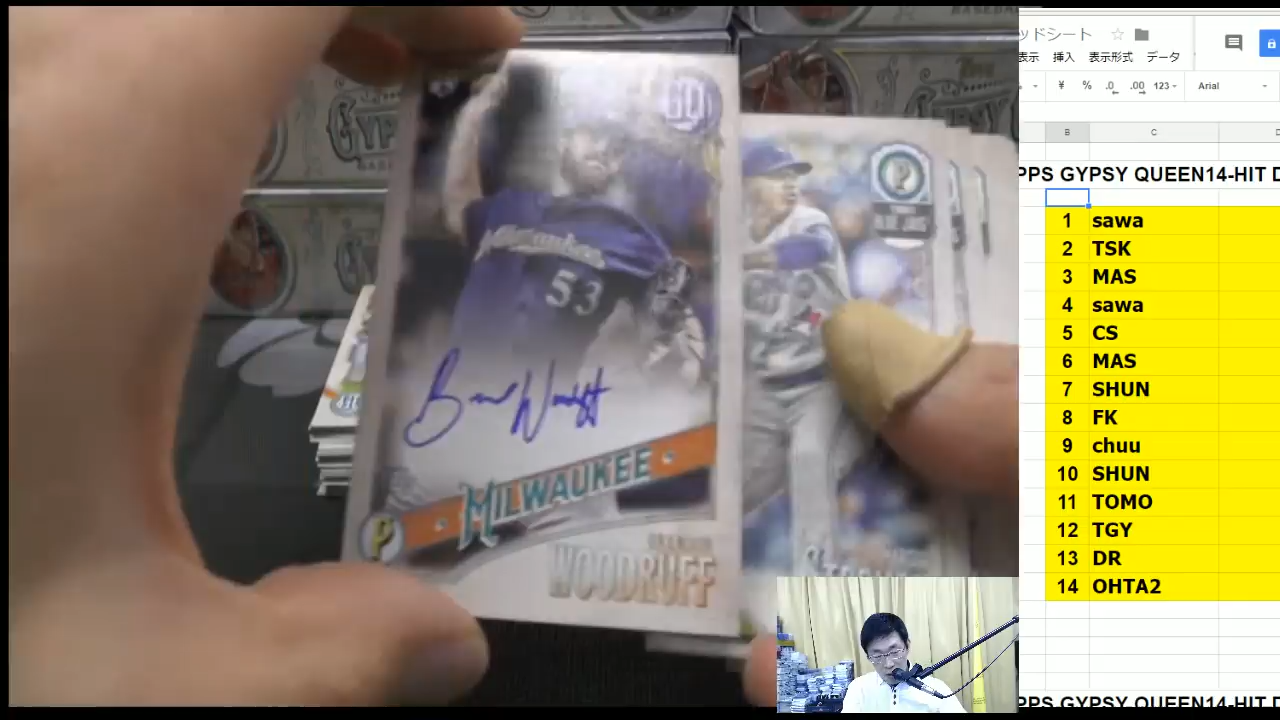 GQ
Milwaukee
53
MILWAUKEE
P
WOODRUFF
P
GYPSY
ッドシート
表示 挿入 表示形式 データ
¥ % .0 .00 123 Arial
B C D
PPS GYPSY QUEEN14-HIT D
1 sawa
2 TSK
3 MAS
4 sawa
5 CS
6 MAS
7 SHUN
8 FK
9 chuu
10 SHUN
11 TOMO
12 TGY
13 DR
14 OHTA2
PPS GYPSY QUEEN14-HIT D